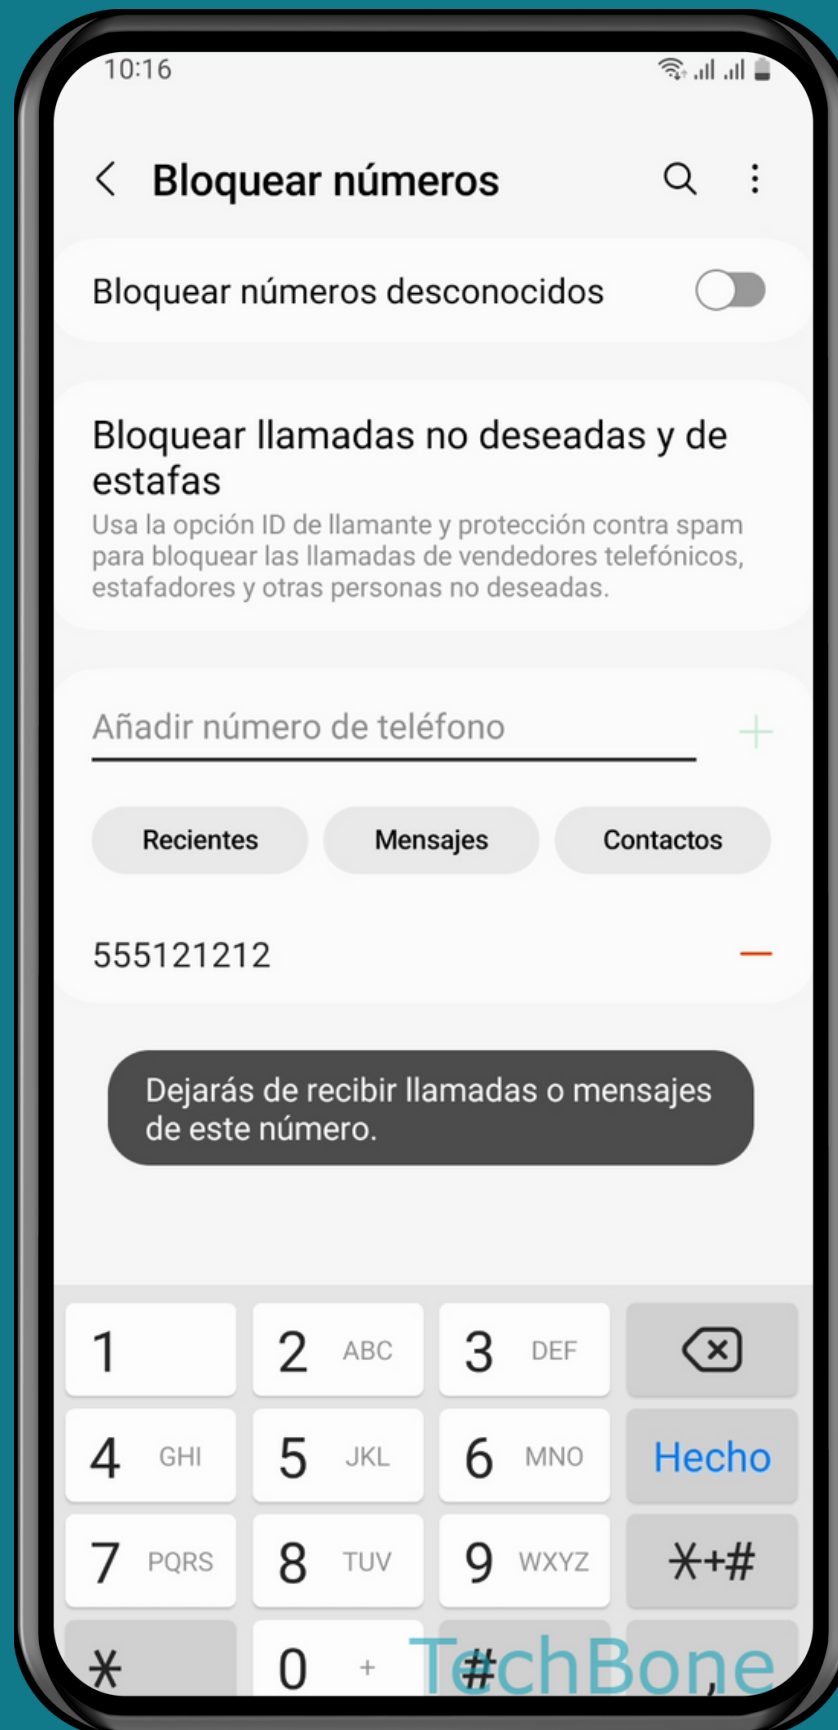 10:16
Bloquear números
Bloquear números desconocidos
Bloquear llamadas no deseadas y de
estafas
Usa la opción ID de llamante y protección contra spam
para bloquear las llamadas de vendedores telefónicos,
estafadores y otras personas no deseadas.
Añadir número de teléfono +
Recientes Mensajes Contactos
555121212 —
Dejarás de recibir llamadas o mensajes
de este número.
1 2 ABC 3 DEF
4 GHI 5 JKL 6 MNO Hecho
7 PQRS 8 TUV 9 WXYZ *+#
* 0 + # ,
TechBone